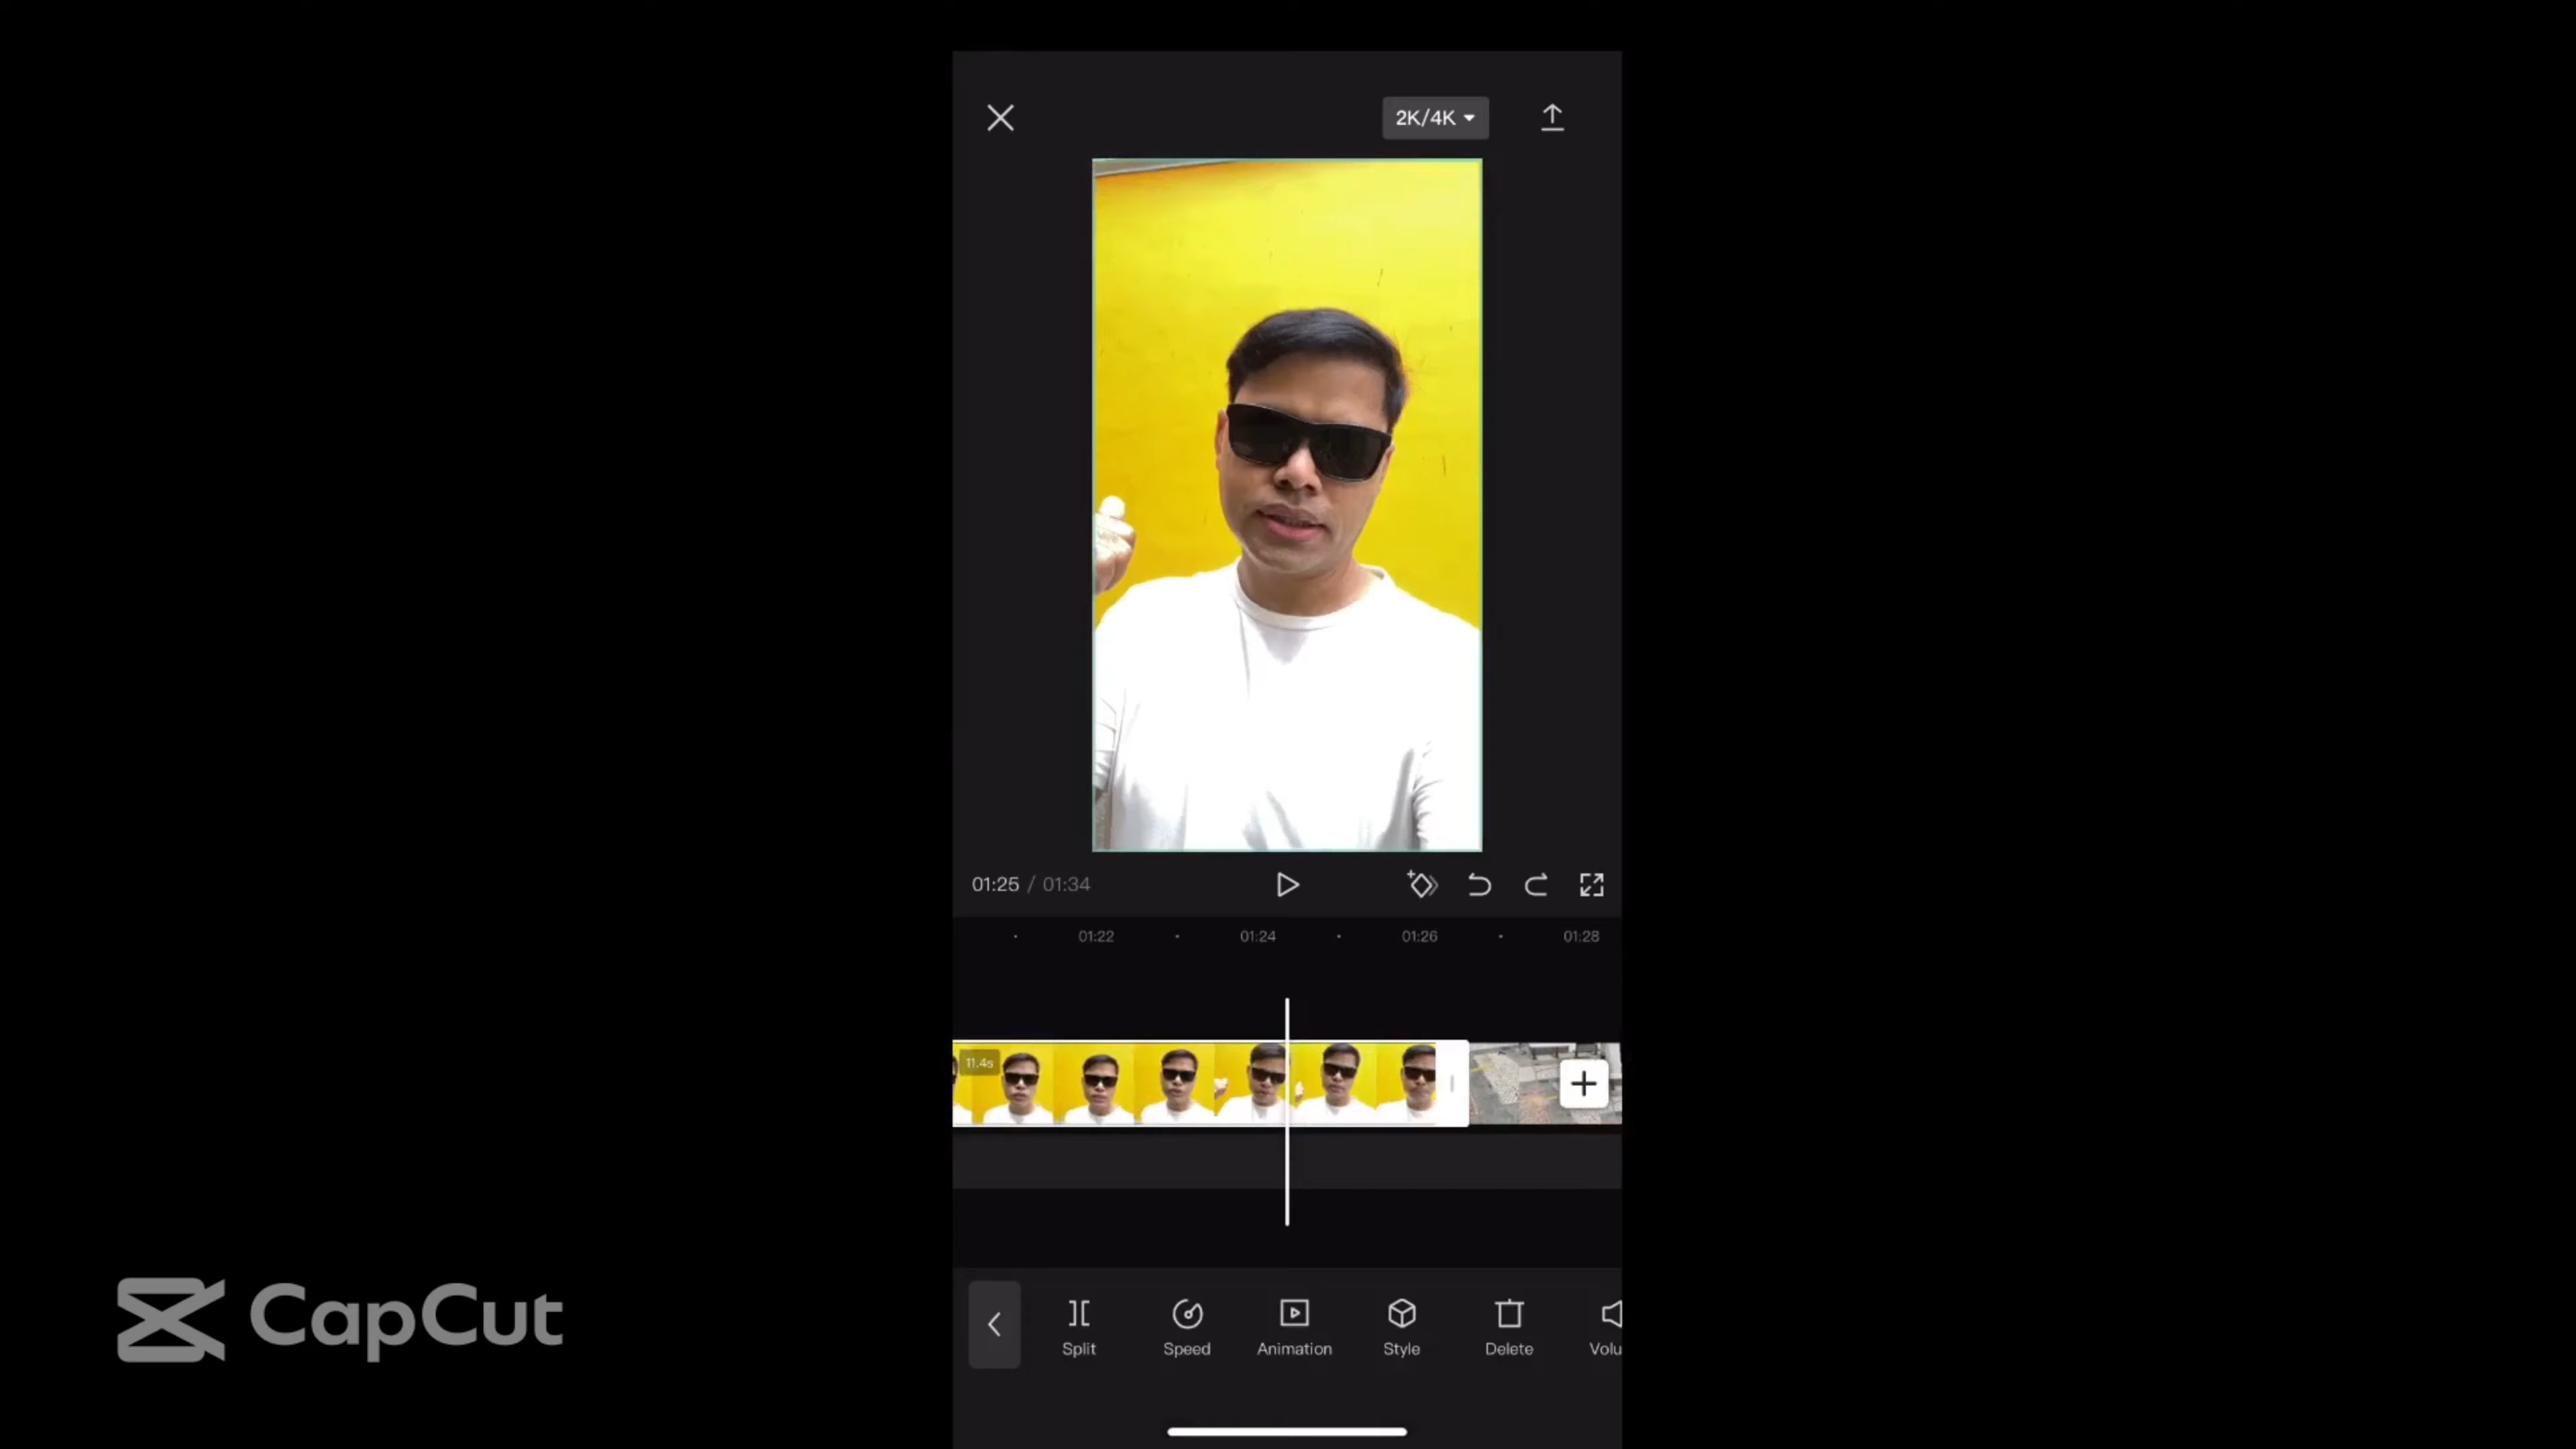 2K/4K
01:25 / 01:34
01:22
01:24
01:26
01:28
11.4s
CapCut
Split
Speed
Animation
Style
Delete
Volu